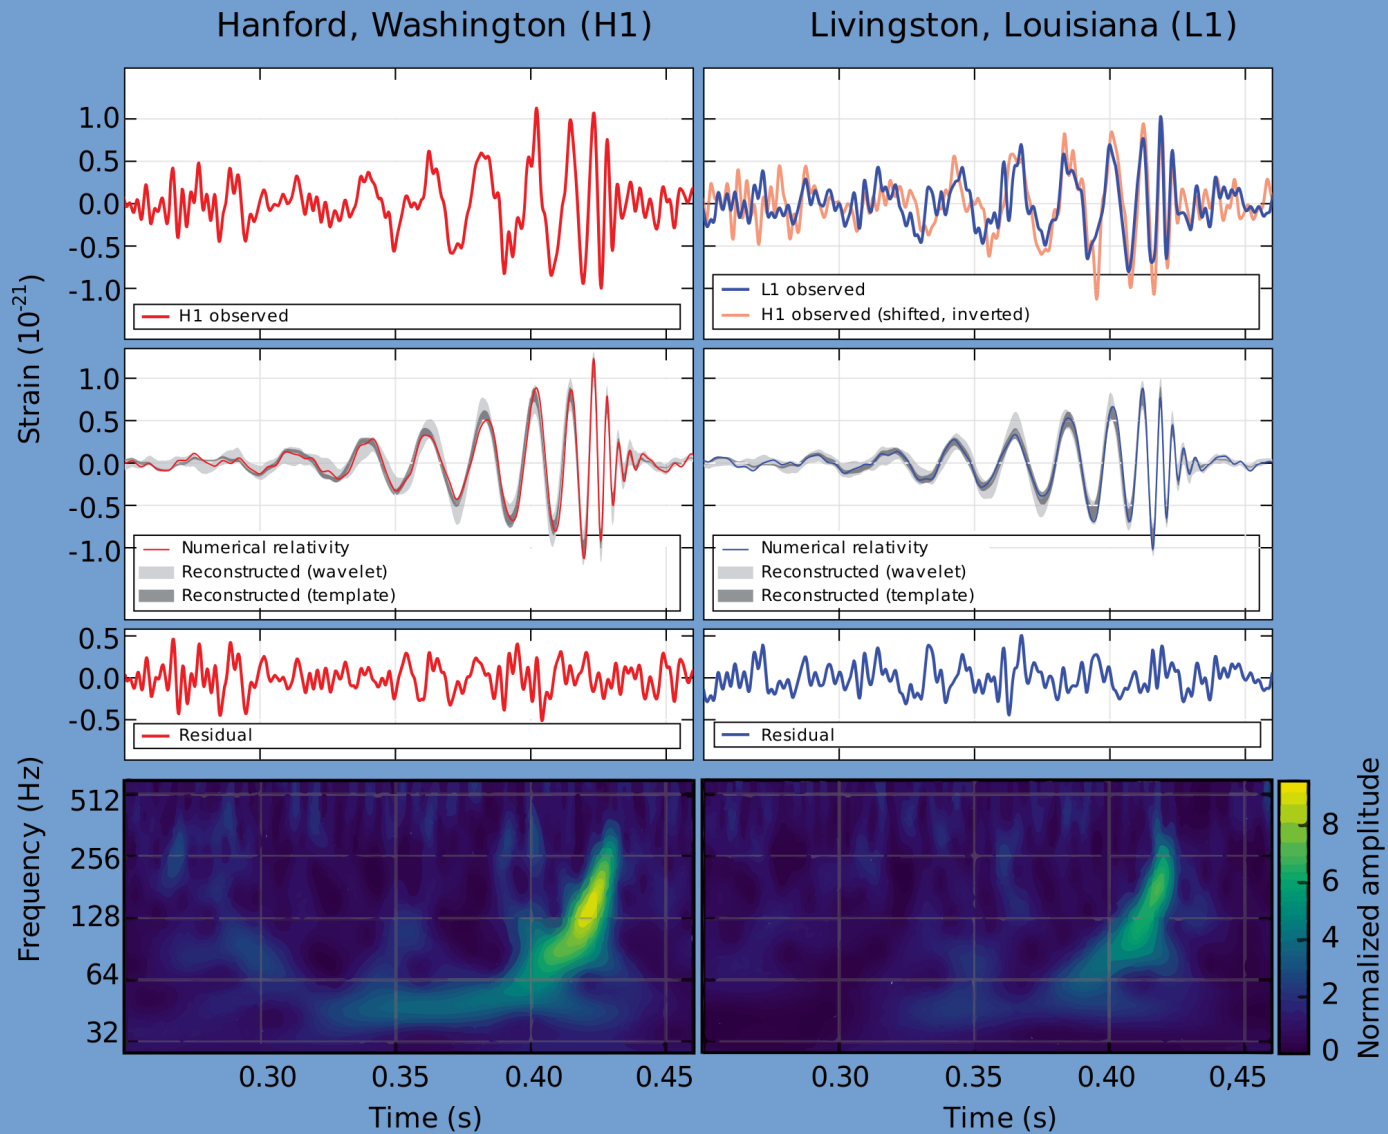 Hanford, Washington (H1)
Livingston, Louisiana (L1)
Strain (10-21)
1.0
0.5
0.0
-0.5
-1.0
H1 observed
L1 observed
H1 observed (shifted, inverted)
1.0
0.5
0.0
-0.5
-1.0
Numerical relativity
Reconstructed (wavelet)
Reconstructed (template)
Numerical relativity
Reconstructed (wavelet)
Reconstructed (template)
0.5
0.0
-0.5
Residual
Residual
Frequency (Hz)
512
256
128
64
32
8
6
4
2
0
Normalized amplitude
0.30 0.35 0.40 0.45
0.30 0.35 0.40 0,45
Time (s)
Time (s)